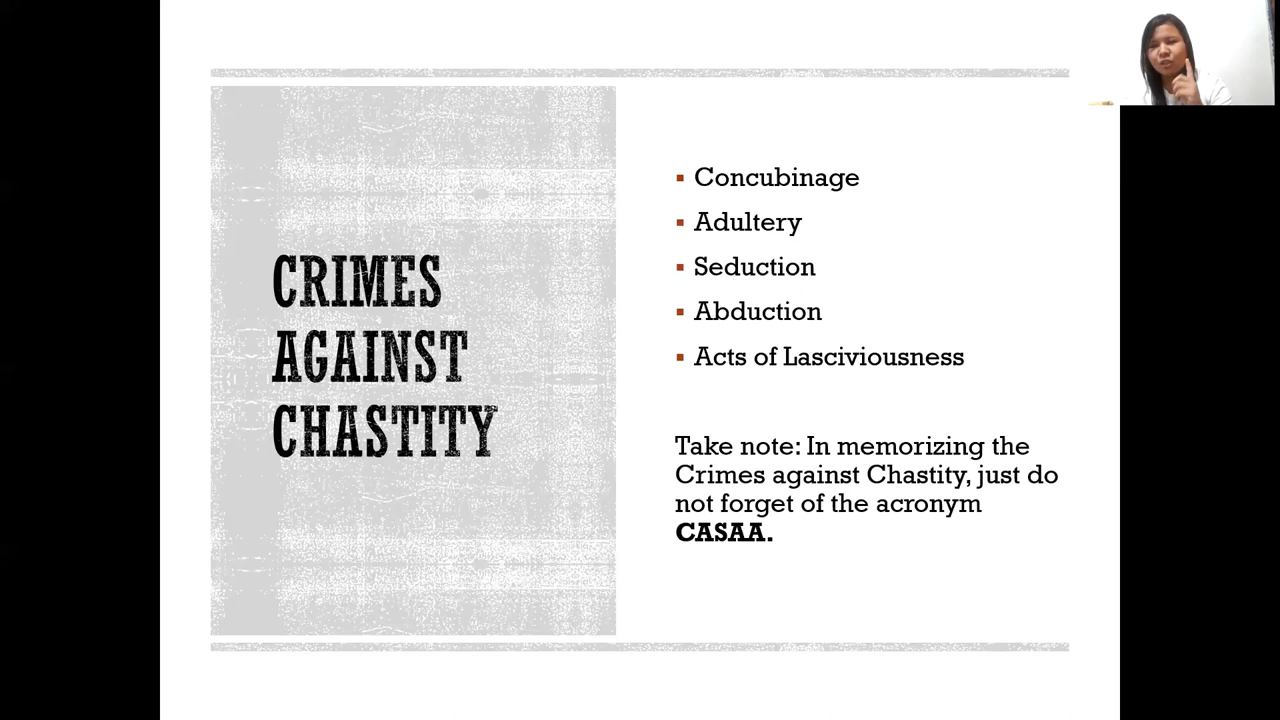 CRIMES
AGAINST
CHASTITY
▪ Concubinage
▪ Adultery
▪ Seduction
▪ Abduction
▪ Acts of Lasciviousness
Take note: In memorizing the
Crimes against Chastity, just do
not forget of the acronym
CASAA.